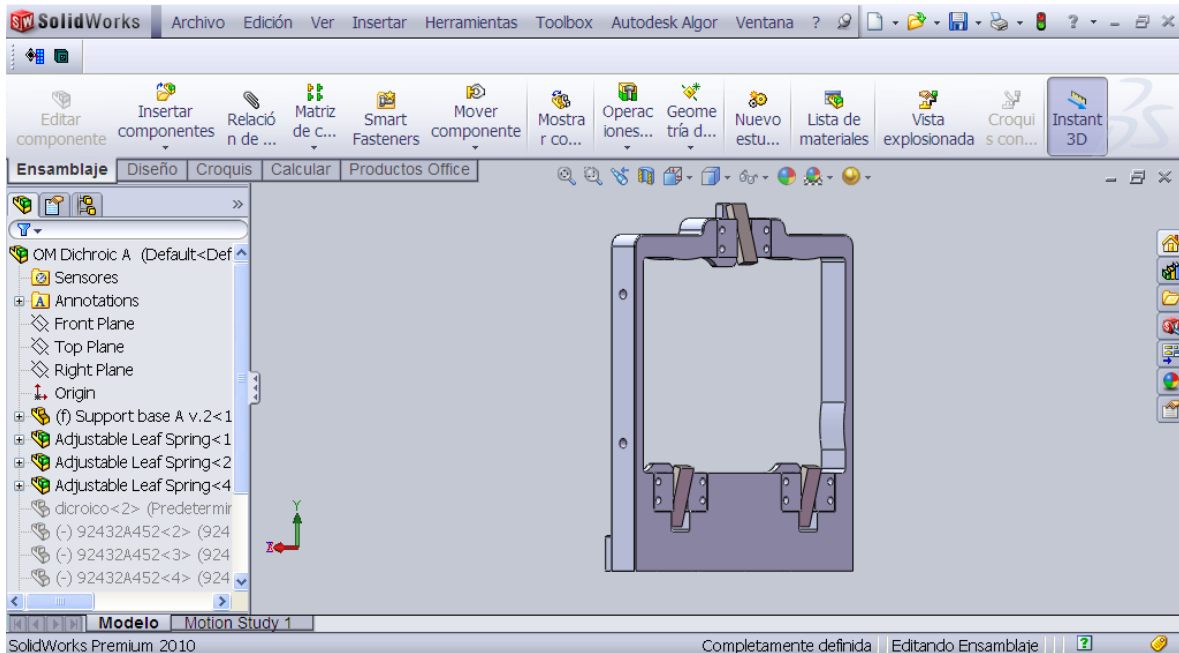 SolidWorks Archivo Edición Ver Insertar Herramientas Toolbox Autodesk Algor Ventana ?
Editar componente
Insertar componentes
Relació n de ...
Matriz de c...
Smart Fasteners
Mover componente
Mostra r co...
Operac iones...
Geome tría d...
Nuevo estu...
Lista de materiales
Vista explosionada
Croqui s con...
Instant 3D
Ensamblaje Diseño Croquis Calcular Productos Office
OM Dichroic A (Default<Def
Sensores
A Annotations
Front Plane
Top Plane
Right Plane
Origin
(f) Support base A v.2<1
Adjustable Leaf Spring<1
Adjustable Leaf Spring<2
Adjustable Leaf Spring<4
dicroico<2> (Predetermir
(-) 92432A452<2> (924
(-) 92432A452<3> (924
(-) 92432A452<4> (924
Y
Z
Modelo Motion Study 1
SolidWorks Premium 2010 Completamente definida Editando Ensamblaje ?